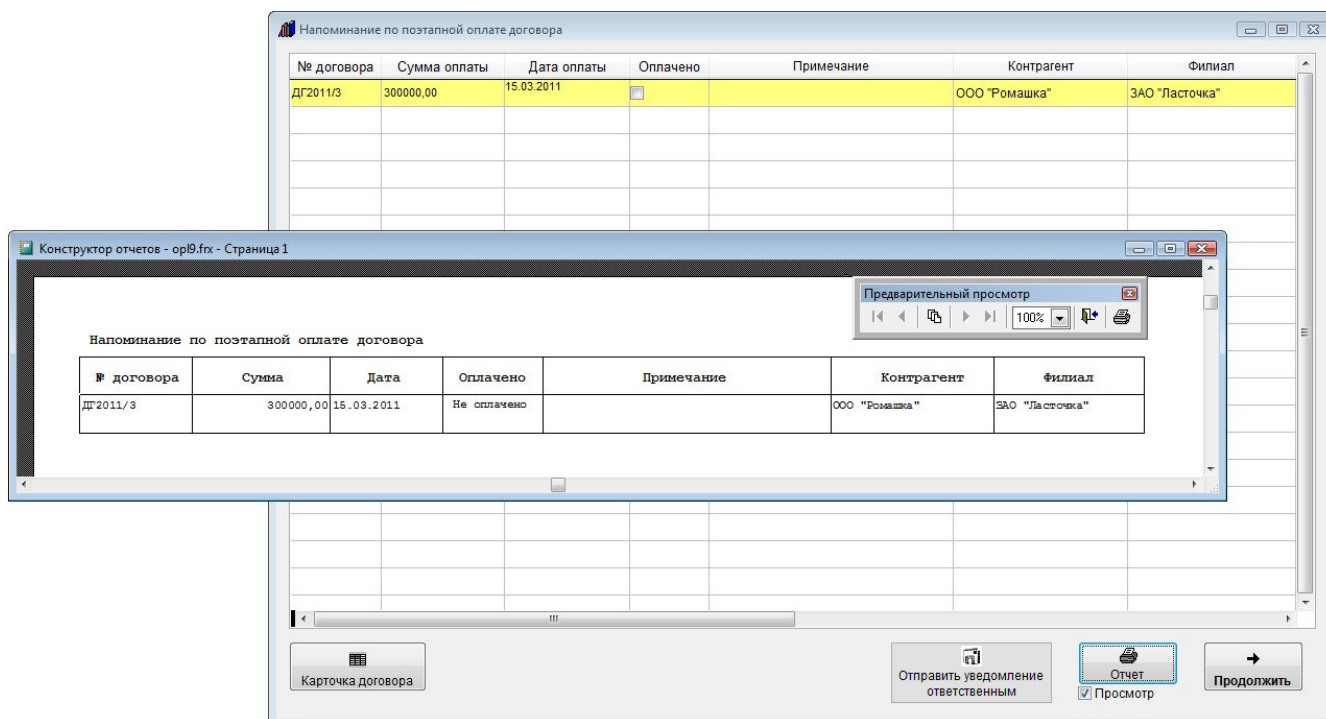 Напоминание по поэтапной оплате договора
№ договора Сумма оплаты Дата оплаты Оплачено Примечание Контрагент Филиал
ДГ2011/3 300000,00 15.03.2011 ООО "Ромашка" ЗАО "Ласточка"
Конструктор отчетов - opl9.frx - Страница 1
Предварительный просмотр
100%
Напоминание по поэтапной оплате договора
№ договора Сумма Дата Оплачено Примечание Контрагент Филиал
ДГ2011/3 300000,00 15.03.2011 Не оплачено ООО "Ромашка" ЗАО "Ласточка"
Карточка договора
Отправить уведомление
ответственным
Отчет
Просмотр
Продолжить